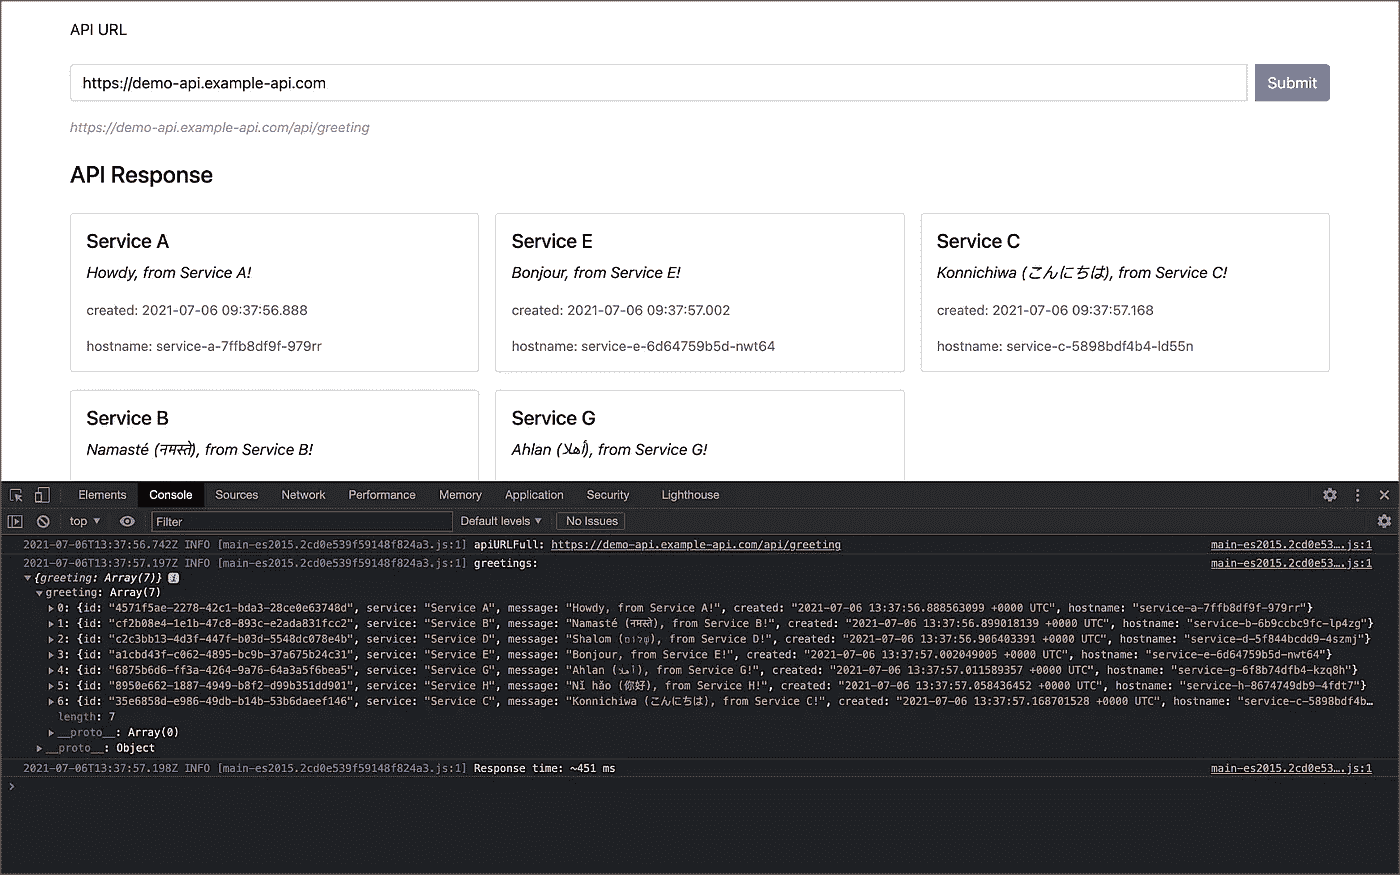 API URL
https://demo-api.example-api.com
Submit
https://demo-api.example-api.com/api/greeting
API Response
Service A
Howdy, from Service A!
created: 2021-07-06 09:37:56.888
hostname: service-a-7ffb8df9f-979rr
Service E
Bonjour, from Service E!
created: 2021-07-06 09:37:57.002
hostname: service-e-6d64759b5d-nwt64
Service C
Konnichiwa (こんにちは), from Service C!
created: 2021-07-06 09:37:57.168
hostname: service-c-5898bdf4b4-ld55n
Service B
Namasté (नमस्ते), from Service B!
Service G
Ahlan (أهلا), from Service G!
Elements Console Sources Network Performance Memory Application Security Lighthouse
top Filter Default levels No Issues
2021-07-06T13:37:56.742Z INFO [main-es2015.2cd0e539f59148f824a3.js:1] apiURLFull: https://demo-api.example-api.com/api/greeting main-es2015.2cd0e53….js:1
2021-07-06T13:37:57.197Z INFO [main-es2015.2cd0e539f59148f824a3.js:1] greetings: main-es2015.2cd0e53….js:1
{greeting: Array(7)} i
greeting: Array(7)
0: {id: "4571f5ae-2278-42c1-bda3-28ce0e63748d", service: "Service A", message: "Howdy, from Service A!", created: "2021-07-06 13:37:56.888563099 +0000 UTC", hostname: "service-a-7ffb8df9f-979rr"}
1: {id: "cf2b08e4-1e1b-47c8-893c-e2ada831fcc2", service: "Service B", message: "Namasté (नमस्ते), from Service B!", created: "2021-07-06 13:37:56.899018139 +0000 UTC", hostname: "service-b-6b9ccbc9fc-lp4zg"}
2: {id: "c2c3bb13-4d3f-447f-b03d-5548dc078e4b", service: "Service D", message: "Shalom (שָׁלוֹם), from Service D!", created: "2021-07-06 13:37:56.906403391 +0000 UTC", hostname: "service-d-5f844bcdd9-4szmj"}
3: {id: "a1cbd43f-c062-4895-bc9b-37a675b24c31", service: "Service E", message: "Bonjour, from Service E!", created: "2021-07-06 13:37:57.002049005 +0000 UTC", hostname: "service-e-6d64759b5d-nwt64"}
4: {id: "6875b6d6-ff3a-4264-9a76-64a3a5f6bea5", service: "Service G", message: "Ahlan (أهلا), from Service G!", created: "2021-07-06 13:37:57.011589357 +0000 UTC", hostname: "service-g-6f8b74dfb4-kzq8h"}
5: {id: "8950e662-1887-4949-b8f2-d99b351dd901", service: "Service H", message: "Nǐ hǎo (你好), from Service H!", created: "2021-07-06 13:37:57.058436452 +0000 UTC", hostname: "service-h-8674749db9-4fdt7"}
6: {id: "35e6858d-e986-49db-b14b-53b6daeef146", service: "Service C", message: "Konnichiwa (こんにちは), from Service C!", created: "2021-07-06 13:37:57.168701528 +0000 UTC", hostname: "service-c-5898bdf4b…
length: 7
__proto__: Array(0)
__proto__: Object
2021-07-06T13:37:57.198Z INFO [main-es2015.2cd0e539f59148f824a3.js:1] Response time: ~451 ms main-es2015.2cd0e53….js:1